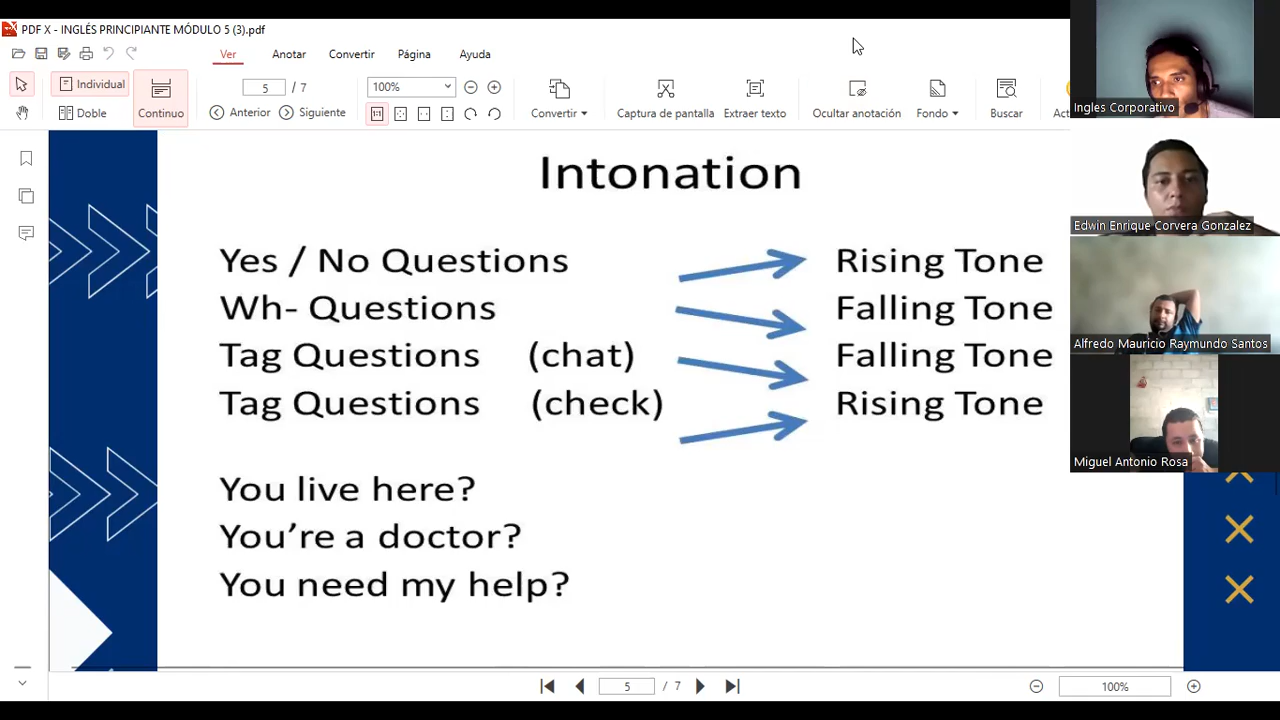 PDF X - INGLÉS PRINCIPIANTE MÓDULO 5 (3).pdf
Ver Anotar Convertir Página Ayuda
Individual
Doble
Continuo
5 / 7
Anterior Siguiente
100%
Convertir
Captura de pantalla
Extraer texto
Ocultar anotación
Fondo
Buscar
Act
Ingles Corporativo
Edwin Enrique Corvera Gonzalez
Alfredo Mauricio Raymundo Santos
Miguel Antonio Rosa
Intonation
Yes / No Questions Rising Tone
Wh- Questions Falling Tone
Tag Questions (chat) Falling Tone
Tag Questions (check) Rising Tone
You live here?
You're a doctor?
You need my help?
5 / 7
100%